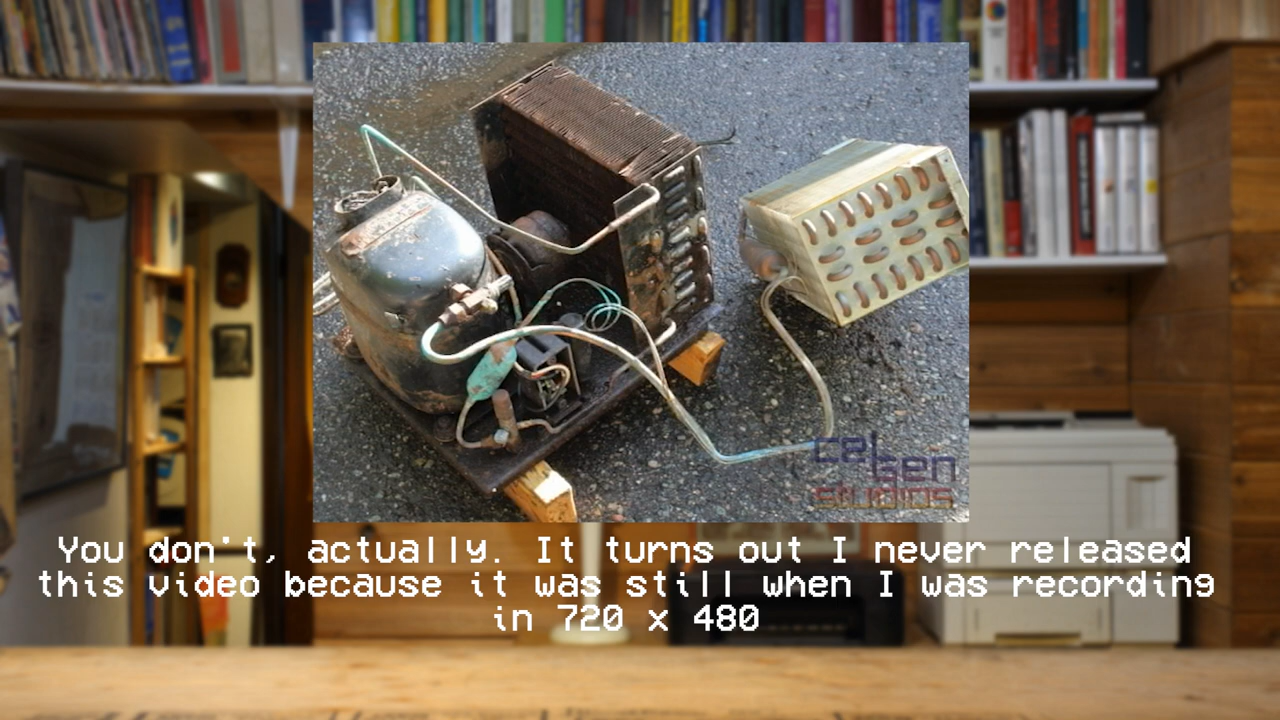 cel
gen
studios
You don't, actually. It turns out I never released
this video because it was still when I was recording
in 720 x 480